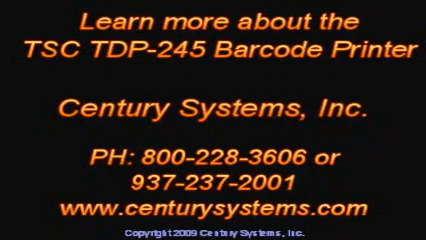 Learn more about the
TSC TDP-245 Barcode Printer
Century Systems, Inc.
PH: 800-228-3606 or
937-237-2001
www.centurysystems.com
Copyright 2009 Century Systems, Inc.